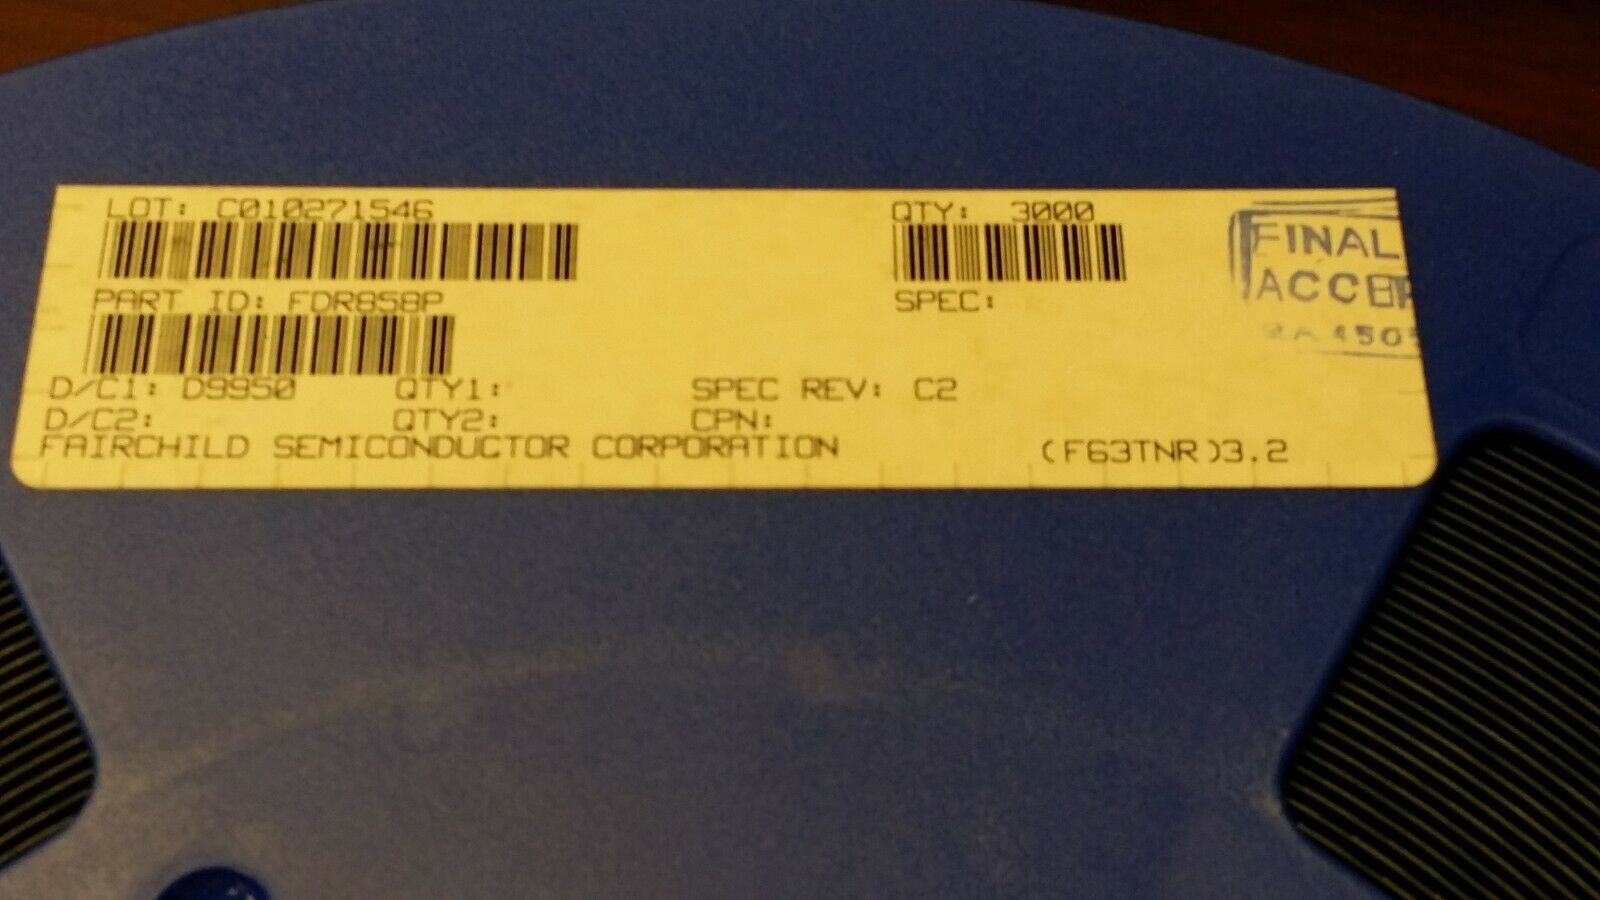 LOT: C010271546
QTY: 3000
PART ID: FDR858P
SPEC:
FINAL
D/C1: D9950 QTY1: SPEC REV: C2
D/C2: QTY2: CPN:
FAIRCHILD SEMICONDUCTOR CORPORATION (F63TNR)3.2